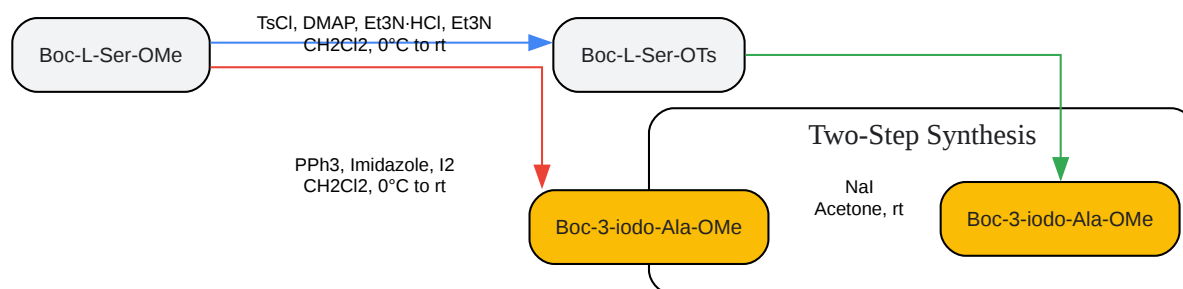 TsCl, DMAP, Et3N·HCl, Et3N
CH2Cl2, 0°C to rt
Boc-L-Ser-OMe
Boc-L-Ser-OTs
Two-Step Synthesis
PPh3, Imidazole, I2
CH2Cl2, 0°C to rt
NaI
Acetone, rt
Boc-3-iodo-Ala-OMe
Boc-3-iodo-Ala-OMe